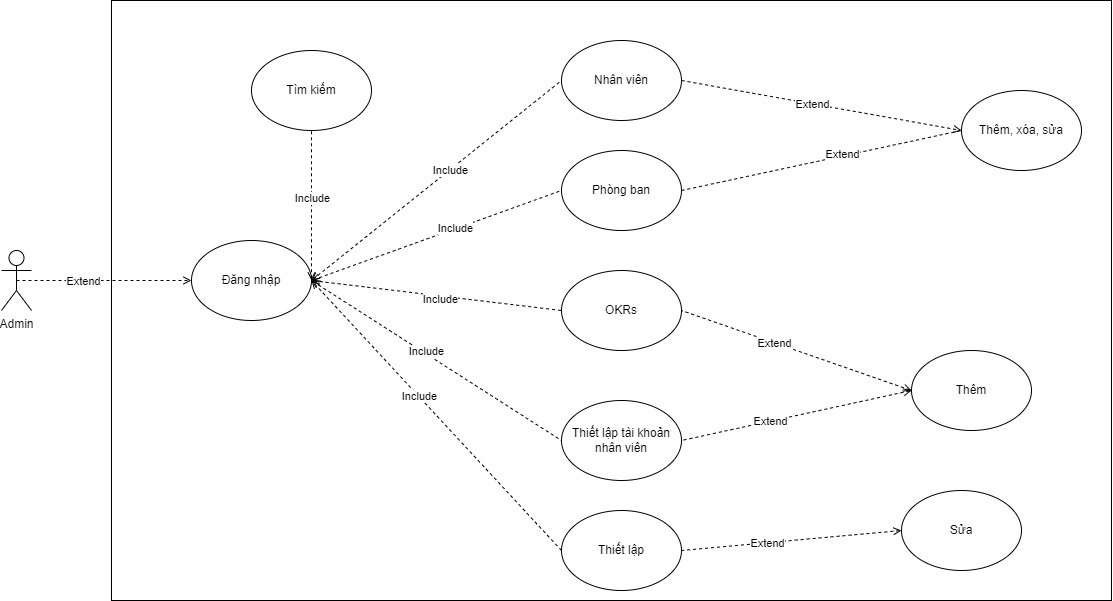 Tìm kiếm
Nhân viên
Extend
Thêm, xóa, sửa
Extend
Include
Phòng ban
Include
Include
Đăng nhập
Extend
Admin
Include
OKRs
Extend
Include
Thêm
Include
Extend
Thiết lập tài khoản
nhân viên
Thiết lập
Extend
Sửa